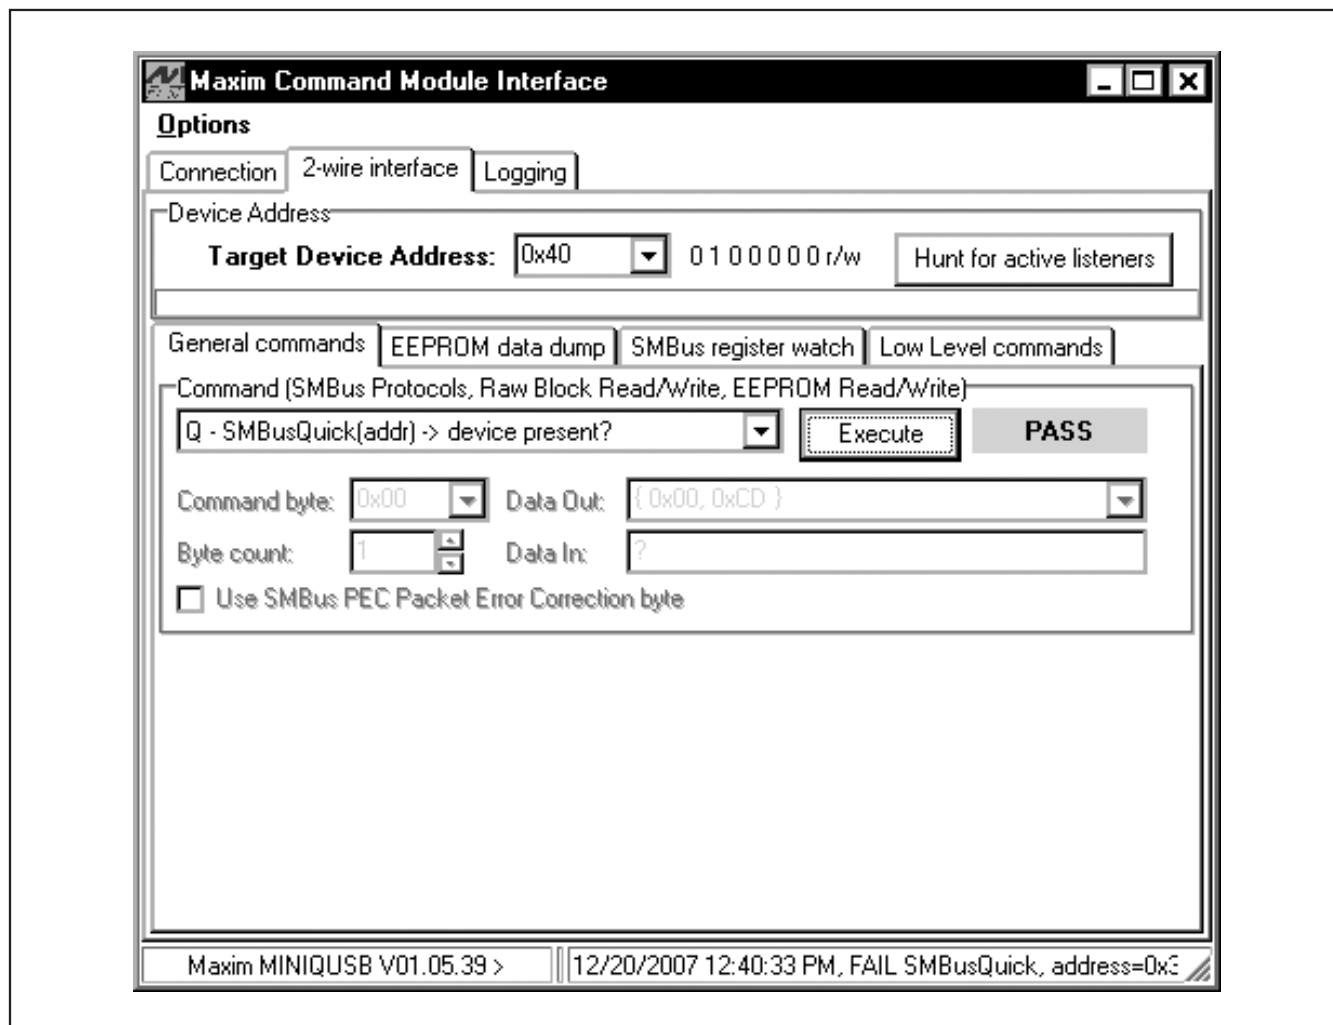 Maxim Command Module Interface
Options
Connection 2-wire interface Logging
Device Address
Target Device Address: 0x40 0 1 0 0 0 0 0 r/w Hunt for active listeners
General commands EEPROM data dump SMBus register watch Low Level commands
Command (SMBus Protocols, Raw Block Read/Write, EEPROM Read/Write)
Q - SMBusQuick(addr) -> device present? Execute PASS
Command byte: 0x00 Data Out: { 0x00, 0xCD }
Byte count: 1 Data In: ?
Use SMBus PEC Packet Error Correction byte
Maxim MINIQUSB V01.05.39 > 12/20/2007 12:40:33 PM, FAIL SMBusQuick, address=0x3